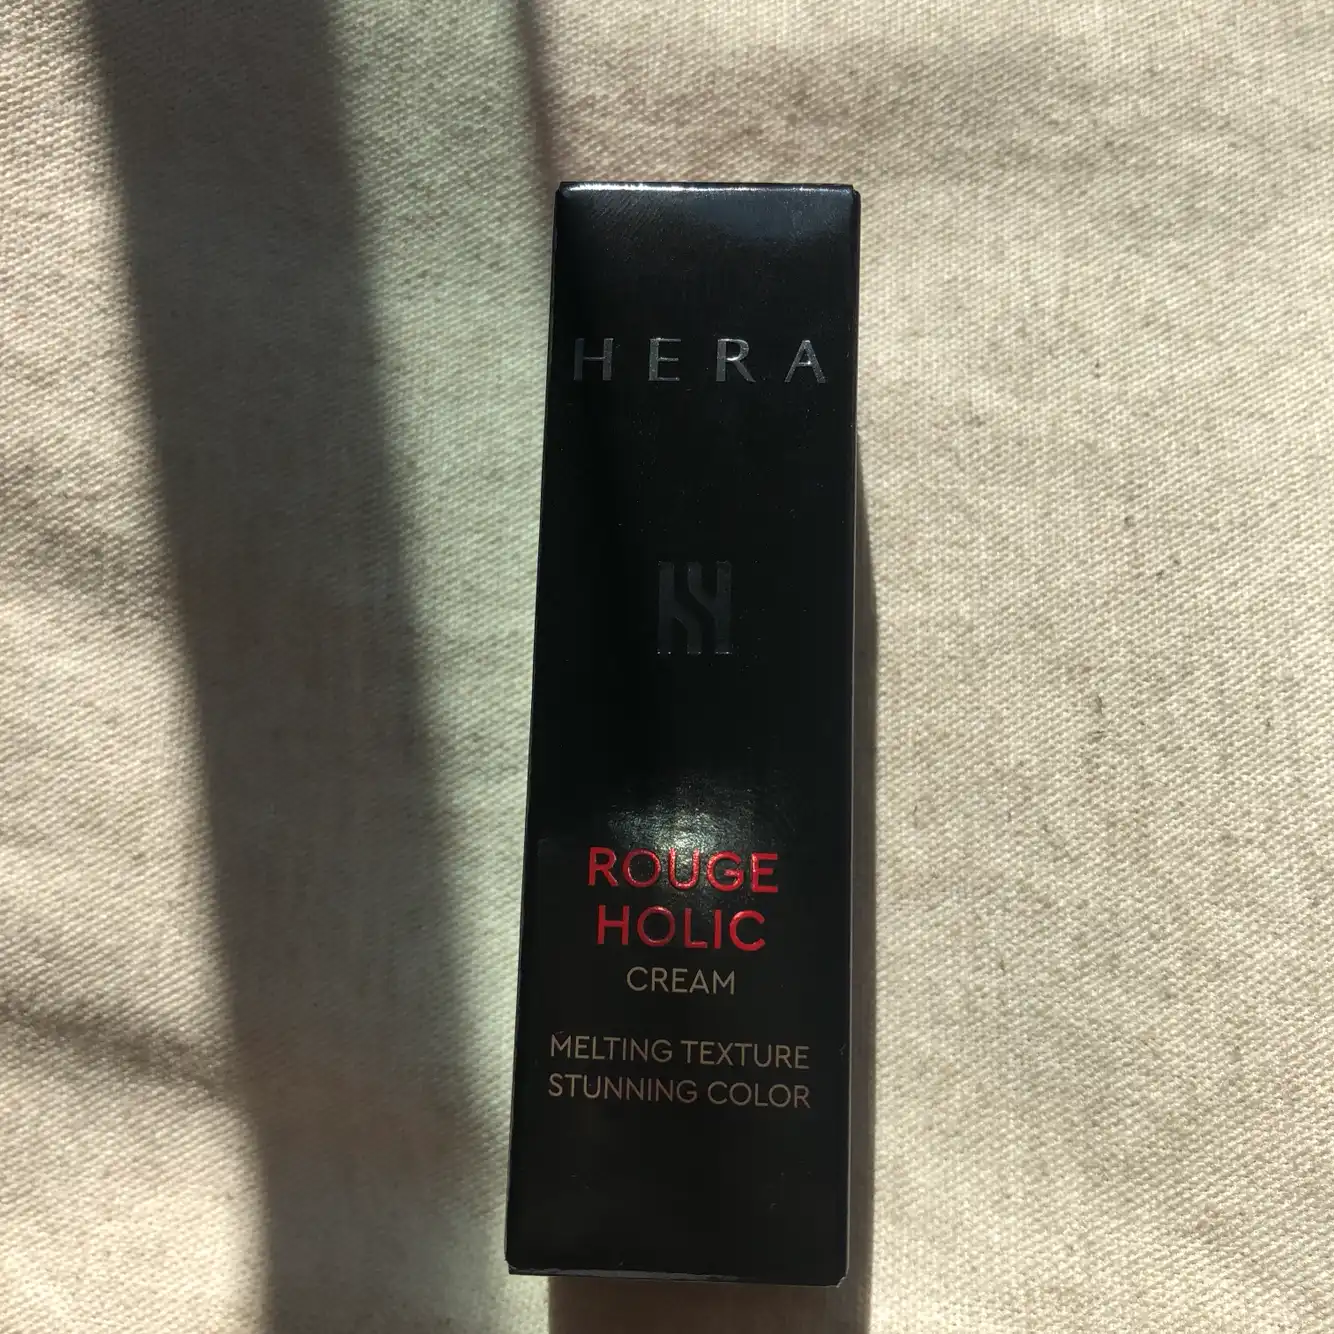 HERA
ROUGE
HOLIC
CREAM
MELTING TEXTURE
STUNNING COLOR